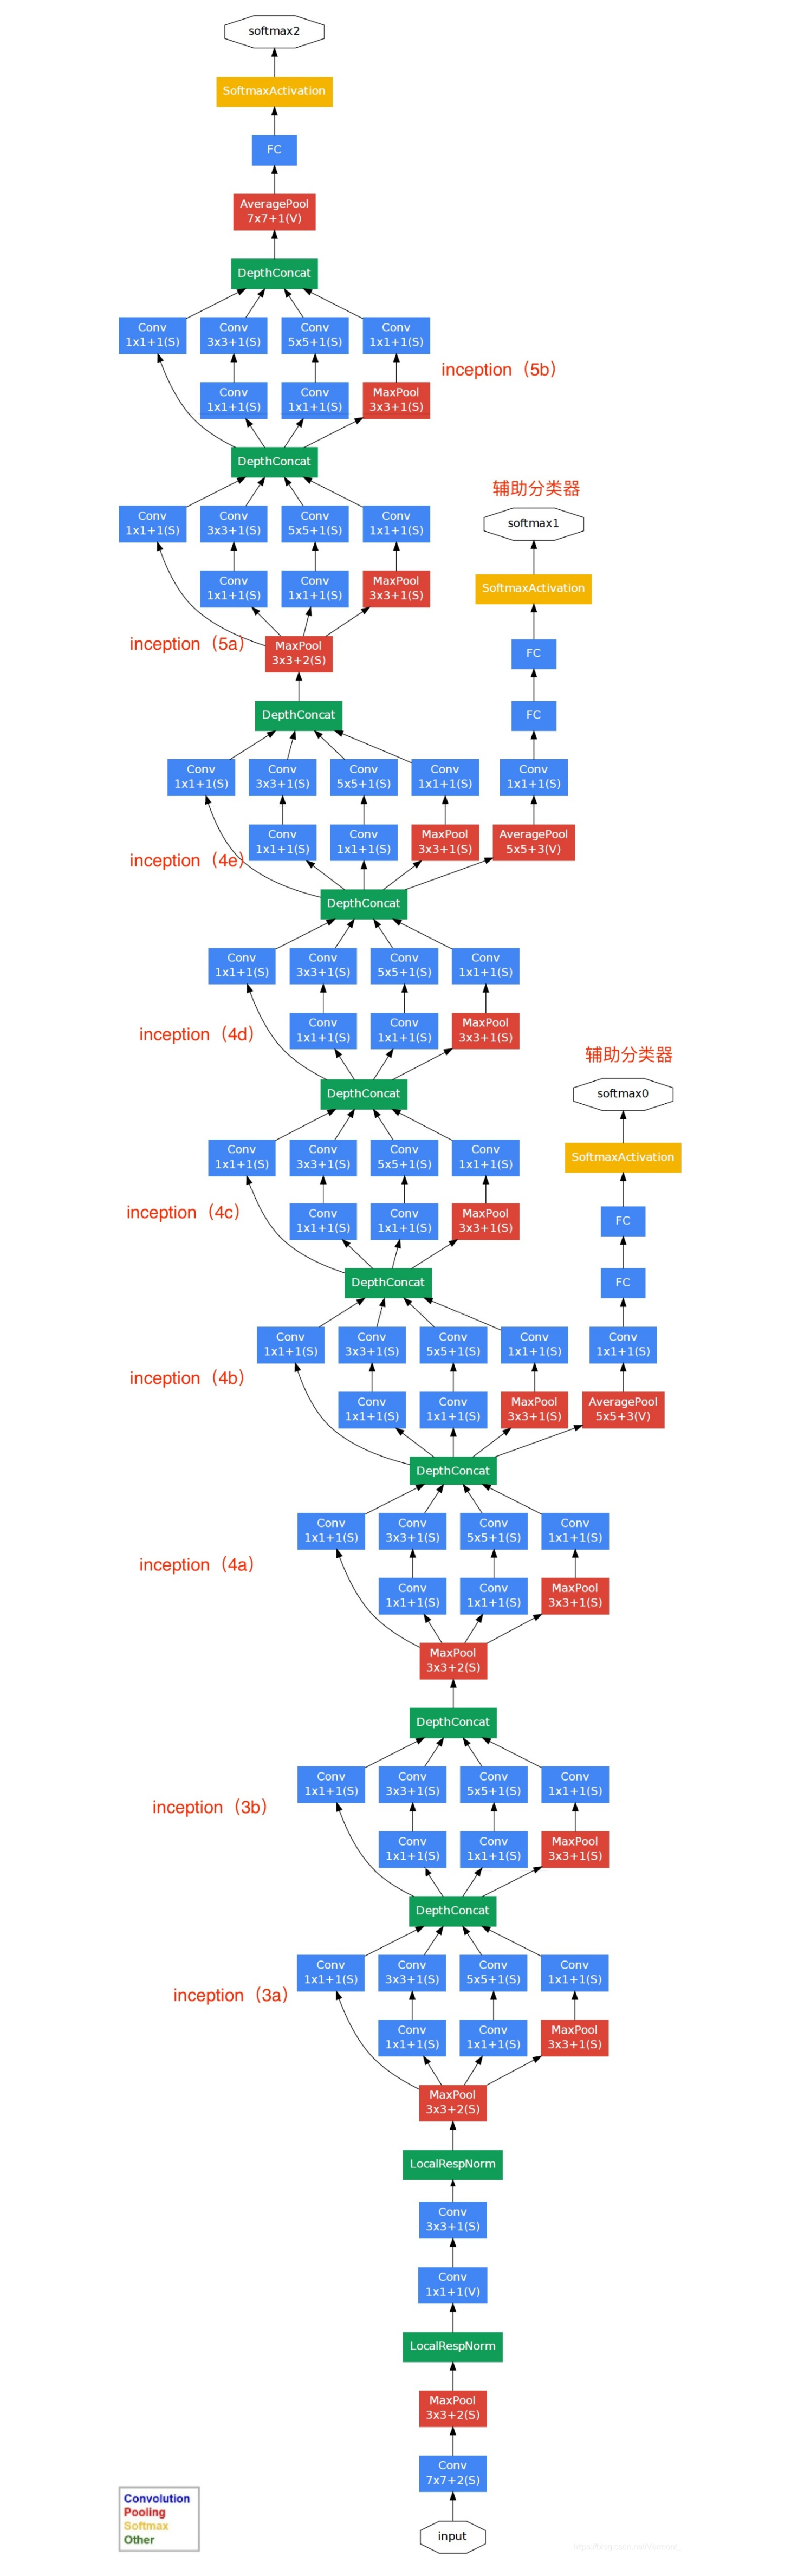 softmax2
SoftmaxActivation
FC
AveragePool
7x7+1(V)
DepthConcat
Conv
1x1+1(S)
Conv
3x3+1(S)
Conv
5x5+1(S)
Conv
1x1+1(S)
inception（5b）
Conv
1x1+1(S)
Conv
1x1+1(S)
MaxPool
3x3+1(S)
DepthConcat
辅助分类器
Conv
1x1+1(S)
Conv
3x3+1(S)
Conv
5x5+1(S)
Conv
1x1+1(S)
softmax1
Conv
1x1+1(S)
Conv
1x1+1(S)
MaxPool
3x3+1(S)
SoftmaxActivation
inception（5a）
MaxPool
3x3+2(S)
FC
DepthConcat
FC
Conv
1x1+1(S)
Conv
3x3+1(S)
Conv
5x5+1(S)
Conv
1x1+1(S)
Conv
1x1+1(S)
inception（4e）
Conv
1x1+1(S)
Conv
1x1+1(S)
MaxPool
3x3+1(S)
AveragePool
5x5+3(V)
DepthConcat
Conv
1x1+1(S)
Conv
3x3+1(S)
Conv
5x5+1(S)
Conv
1x1+1(S)
inception（4d）
Conv
1x1+1(S)
Conv
1x1+1(S)
MaxPool
3x3+1(S)
辅助分类器
DepthConcat
softmax0
Conv
1x1+1(S)
Conv
3x3+1(S)
Conv
5x5+1(S)
Conv
1x1+1(S)
SoftmaxActivation
inception（4c）
Conv
1x1+1(S)
Conv
1x1+1(S)
MaxPool
3x3+1(S)
FC
DepthConcat
FC
Conv
1x1+1(S)
Conv
3x3+1(S)
Conv
5x5+1(S)
Conv
1x1+1(S)
Conv
1x1+1(S)
inception（4b）
Conv
1x1+1(S)
Conv
1x1+1(S)
MaxPool
3x3+1(S)
AveragePool
5x5+3(V)
DepthConcat
Conv
1x1+1(S)
Conv
3x3+1(S)
Conv
5x5+1(S)
Conv
1x1+1(S)
inception（4a）
Conv
1x1+1(S)
Conv
1x1+1(S)
MaxPool
3x3+1(S)
MaxPool
3x3+2(S)
DepthConcat
Conv
1x1+1(S)
Conv
3x3+1(S)
Conv
5x5+1(S)
Conv
1x1+1(S)
inception（3b）
Conv
1x1+1(S)
Conv
1x1+1(S)
MaxPool
3x3+1(S)
DepthConcat
Conv
1x1+1(S)
Conv
3x3+1(S)
Conv
5x5+1(S)
Conv
1x1+1(S)
inception（3a）
Conv
1x1+1(S)
Conv
1x1+1(S)
MaxPool
3x3+1(S)
MaxPool
3x3+2(S)
LocalRespNorm
Conv
3x3+1(S)
Conv
1x1+1(V)
LocalRespNorm
MaxPool
3x3+2(S)
Conv
7x7+2(S)
input
Convolution
Pooling
Softmax
Other